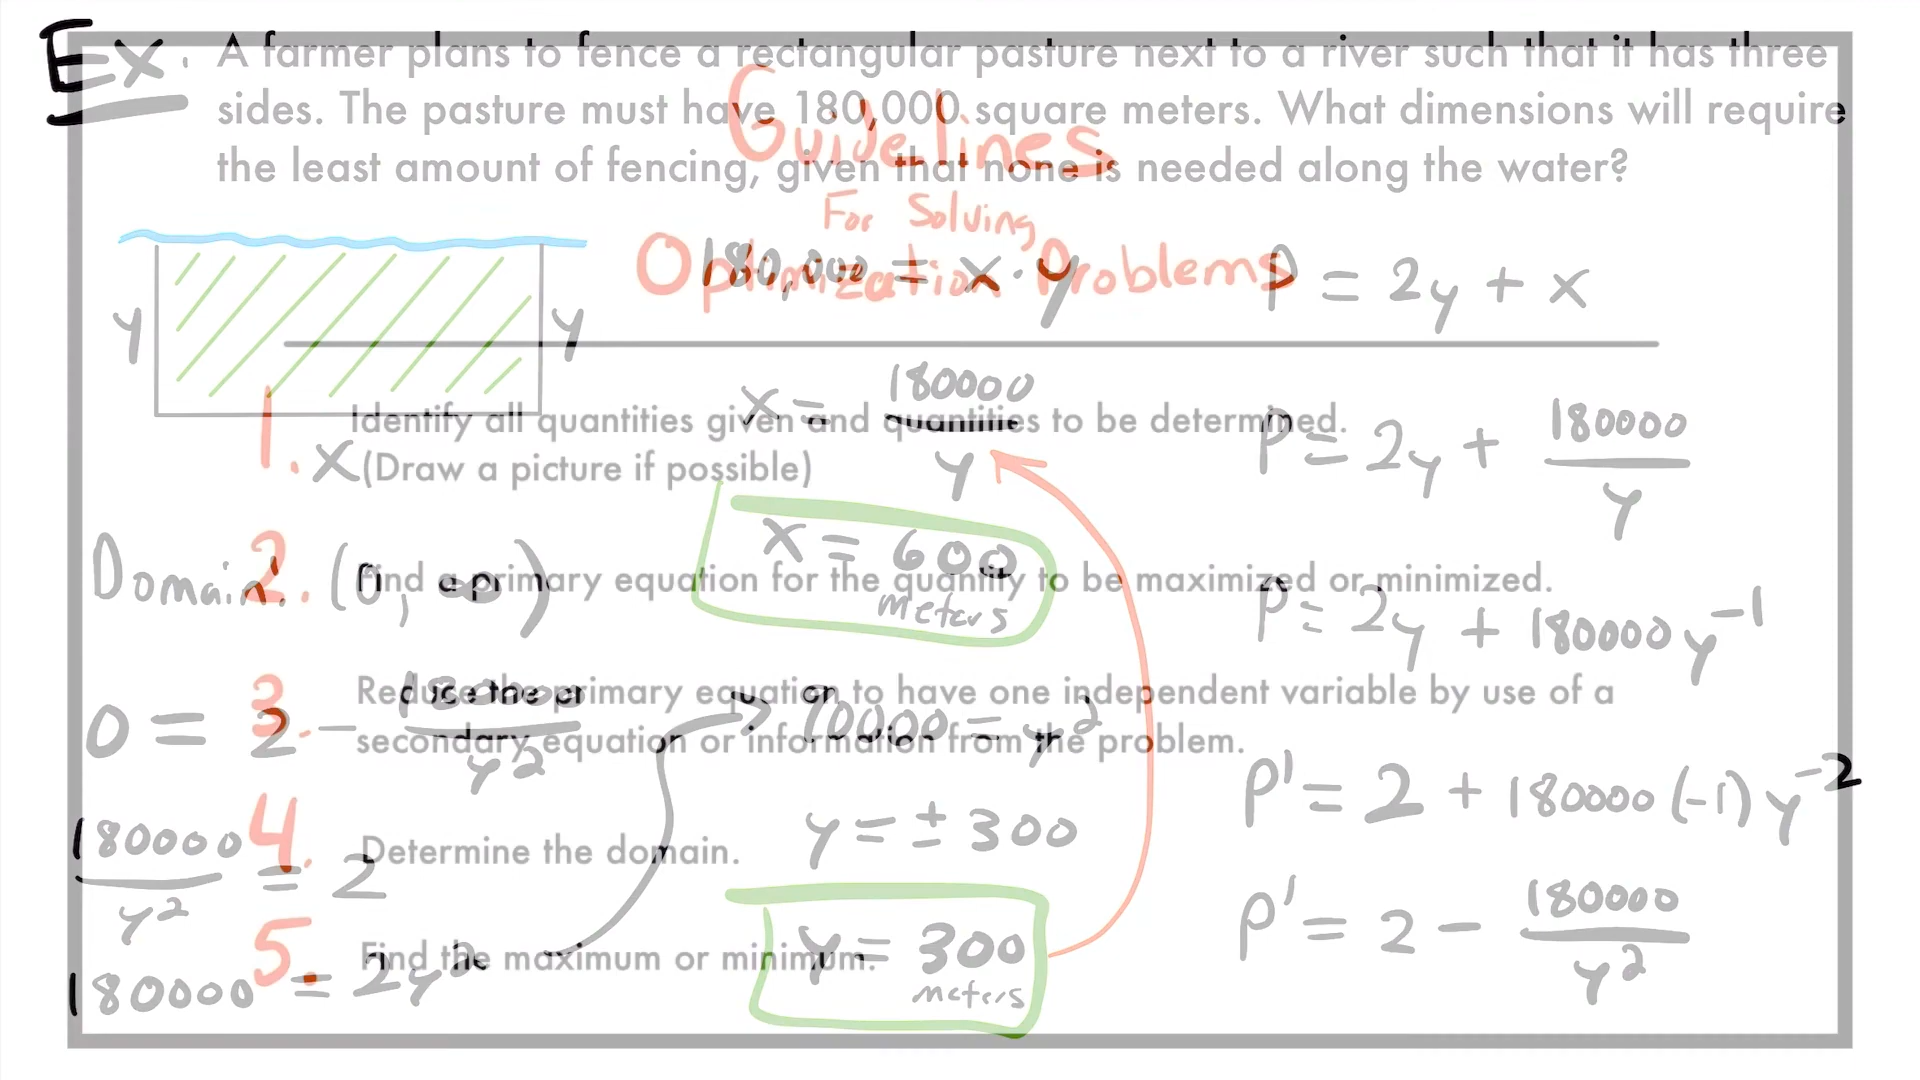 Ex. A farmer plans to fence a rectangular pasture next to a river such that it has three
sides. The pasture must have 180,000 square meters. What dimensions will require
the least amount of fencing, given that none is needed along the water?
Guidelines
For Solving
Optimization Problems
180,000 = x · y
P = 2y + x
y
y
x
x = 180000 / y
P = 2y + 180000 / y
1. Identify all quantities given and quantities to be determined.
(Draw a picture if possible)
x = 600
meters
Domain: (0, ∞)
2. Find a primary equation for the quantity to be maximized or minimized.
P = 2y + 180000y⁻¹
3. Reduce the primary equation to have one independent variable by use of a
secondary equation or information from the problem.
0 = 2 - 180000 / y²
90000 = y²
P' = 2 + 180000(-1)y⁻²
4. Determine the domain.
180000 / y² = 2
y = ± 300
P' = 2 - 180000 / y²
5. Find the maximum or minimum.
180000 = 2y²
y = 300
meters